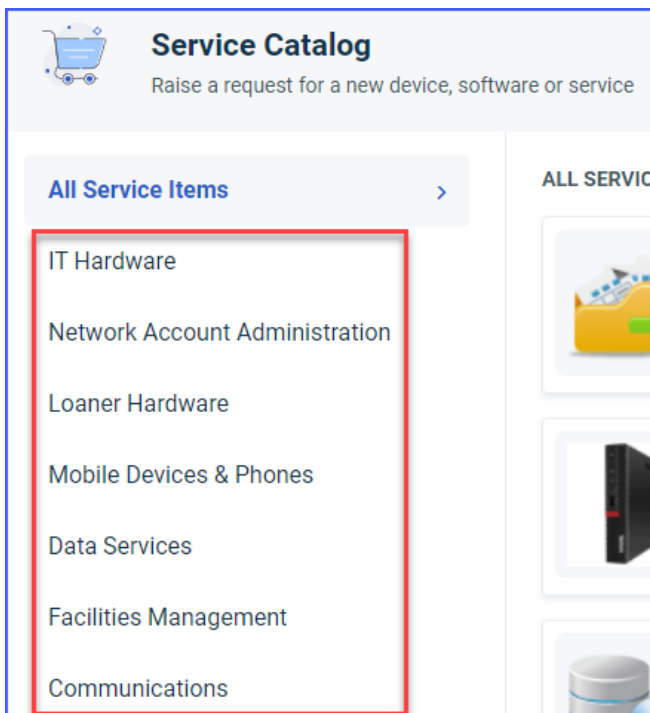 Service Catalog
Raise a request for a new device, software or service
All Service Items
ALL SERVIC
IT Hardware
Network Account Administration
Loaner Hardware
Mobile Devices & Phones
Data Services
Facilities Management
Communications